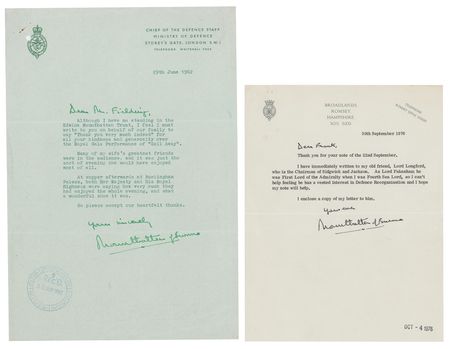 CHIEF OF THE DEFENCE STAFF
MINISTRY OF DEFENCE
STOREY'S GATE, LONDON S.W.1
TELEPHONE: WHITEHALL 7022
29th June 1962
Dear Mr. Fielding,
Although I have no standing in the
Edwina Mountbatten Trust, I feel I must
write to you on behalf of our family to
say "Thank you very much indeed" for
all your kindness and generosity over
the Royal Gala Performance of "Sail Away".
Many of my wife's greatest friends
were in the audience, and it was just the
sort of evening she would have enjoyed
most of all.
At supper afterwards at Buckingham
Palace, both Her Majesty and His Royal
Highness were saying how very much they
had enjoyed the whole evening, and what
a wonderful show it was.
So please accept our heartfelt thanks.
Yours sincerely
Mountbatten of Burma
BROADLANDS
ROMSEY
HAMPSHIRE
SO5 9ZD
TELEPHONE
30th September 1976
Dear Frank,
Thank you for your note of the 22nd September,
I have immediately written to my old friend, Lord Longford,
who is the Chairman of Sidgwick and Jackson. As Lord Pakenham he
was First Lord of the Admiralty when I was Fourth Sea Lord, so I can't
help feeling he has a vested interest in Defence Reorganisation and I hope
my note will help.
I enclose a copy of my letter to him.
Yours ever
Mountbatten of Burma
OCT - 4 1976